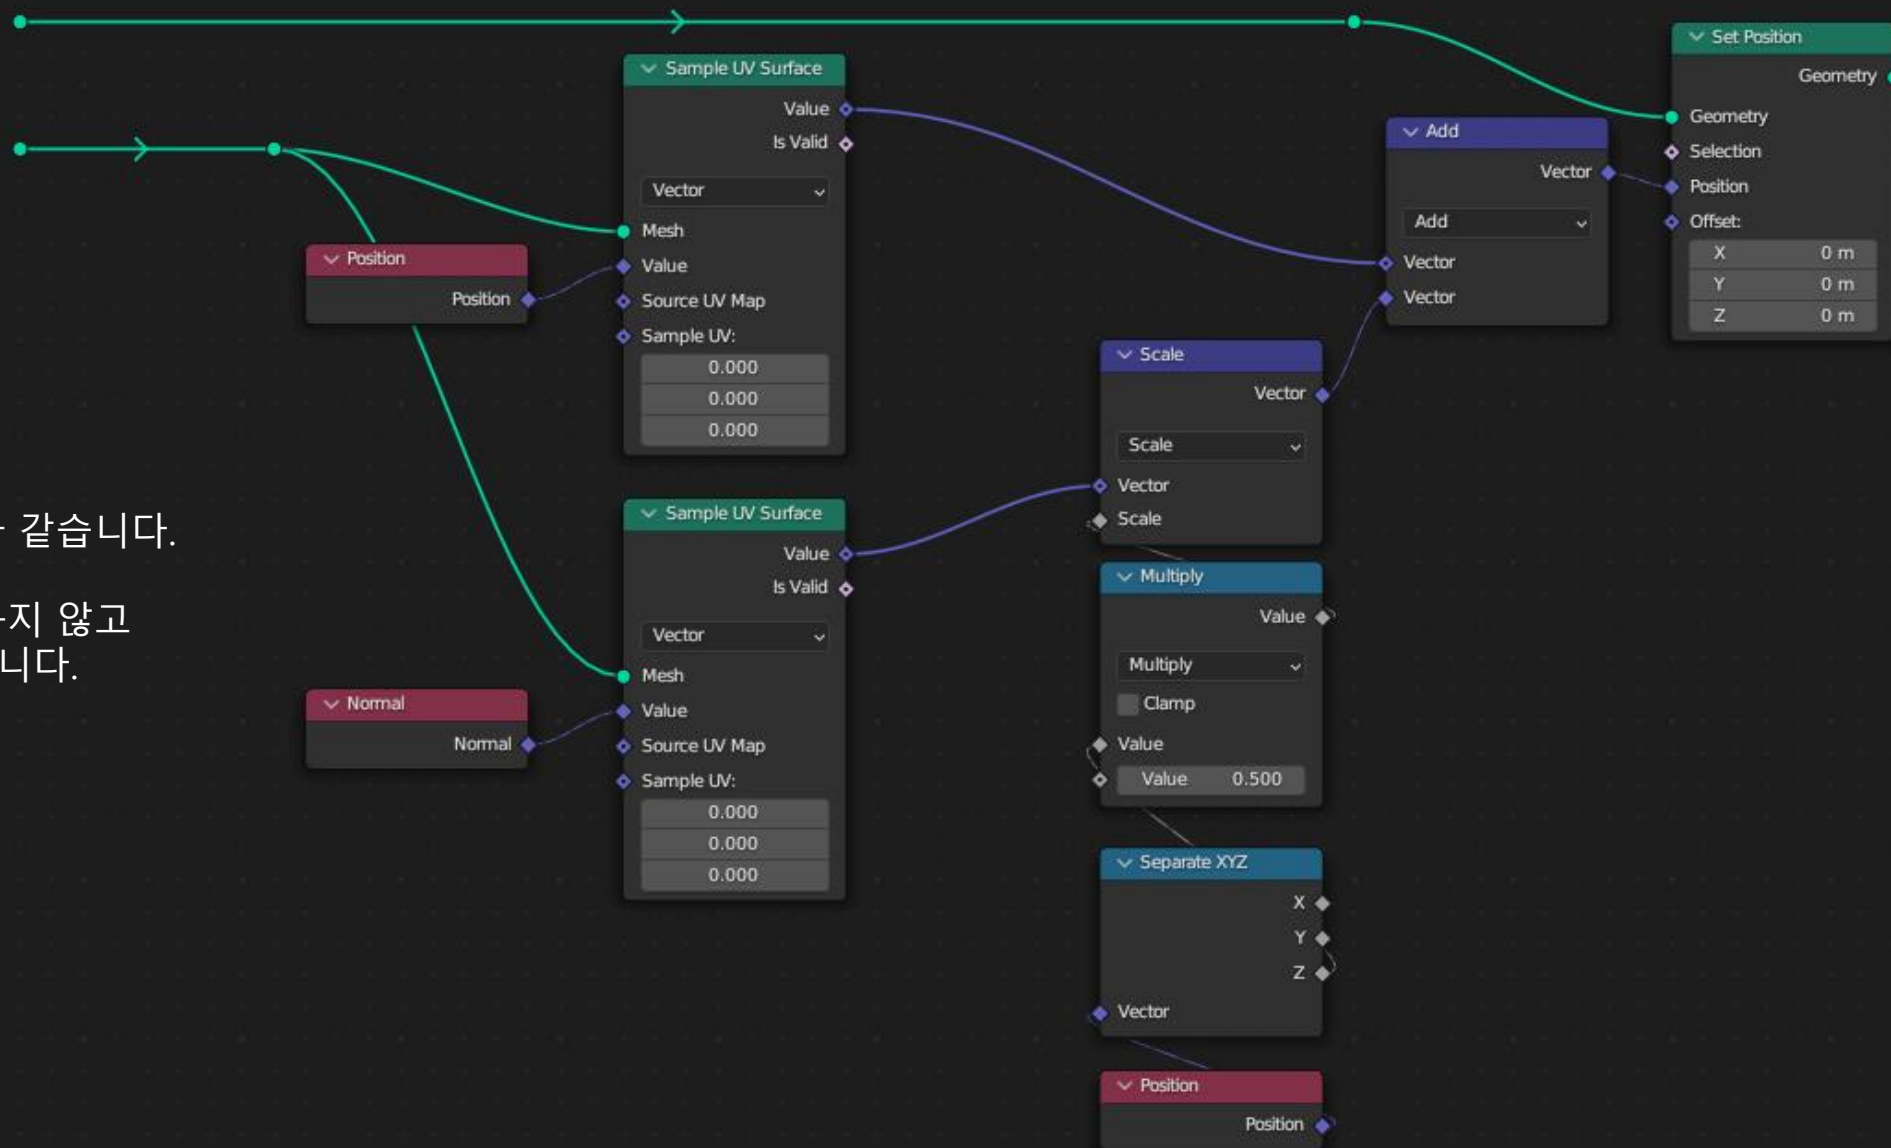 Set Position
Geometry
Geometry
Selection
Position
Offset:
X 0 m
Y 0 m
Z 0 m
Sample UV Surface
Value
Is Valid
Vector
Mesh
Value
Source UV Map
Sample UV:
0.000
0.000
0.000
Add
Vector
Add
Vector
Vector
Position
Position
Scale
Vector
Scale
Vector
Scale
같습니다.
지 않고
니다.
Sample UV Surface
Value
Is Valid
Vector
Mesh
Value
Source UV Map
Sample UV:
0.000
0.000
0.000
Normal
Normal
Multiply
Value
Multiply
Clamp
Value
Value 0.500
Separate XYZ
X
Y
Z
Vector
Position
Position